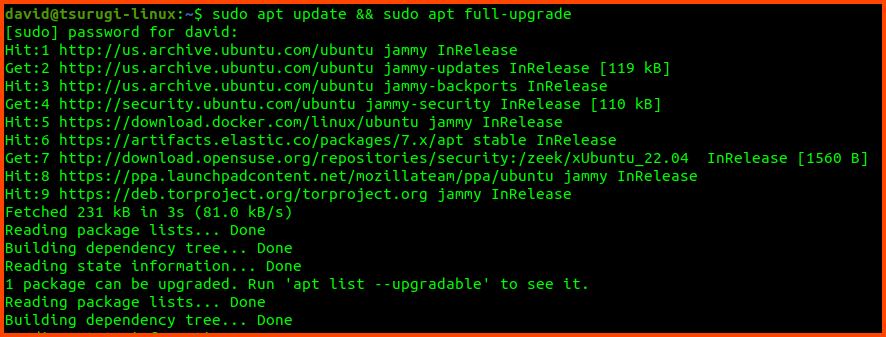 david@tsurugi-linux:~$ sudo apt update && sudo apt full-upgrade
[sudo] password for david:
Hit:1 http://us.archive.ubuntu.com/ubuntu jammy InRelease
Get:2 http://us.archive.ubuntu.com/ubuntu jammy-updates InRelease [119 kB]
Hit:3 http://us.archive.ubuntu.com/ubuntu jammy-backports InRelease
Get:4 http://security.ubuntu.com/ubuntu jammy-security InRelease [110 kB]
Hit:5 https://download.docker.com/linux/ubuntu jammy InRelease
Hit:6 https://artifacts.elastic.co/packages/7.x/apt stable InRelease
Get:7 http://download.opensuse.org/repositories/security:/zeek/xUbuntu_22.04  InRelease [1560 B]
Hit:8 https://ppa.launchpadcontent.net/mozillateam/ppa/ubuntu jammy InRelease
Hit:9 https://deb.torproject.org/torproject.org jammy InRelease
Fetched 231 kB in 3s (81.0 kB/s)
Reading package lists... Done
Building dependency tree... Done
Reading state information... Done
1 package can be upgraded. Run 'apt list --upgradable' to see it.
Reading package lists... Done
Building dependency tree... Done